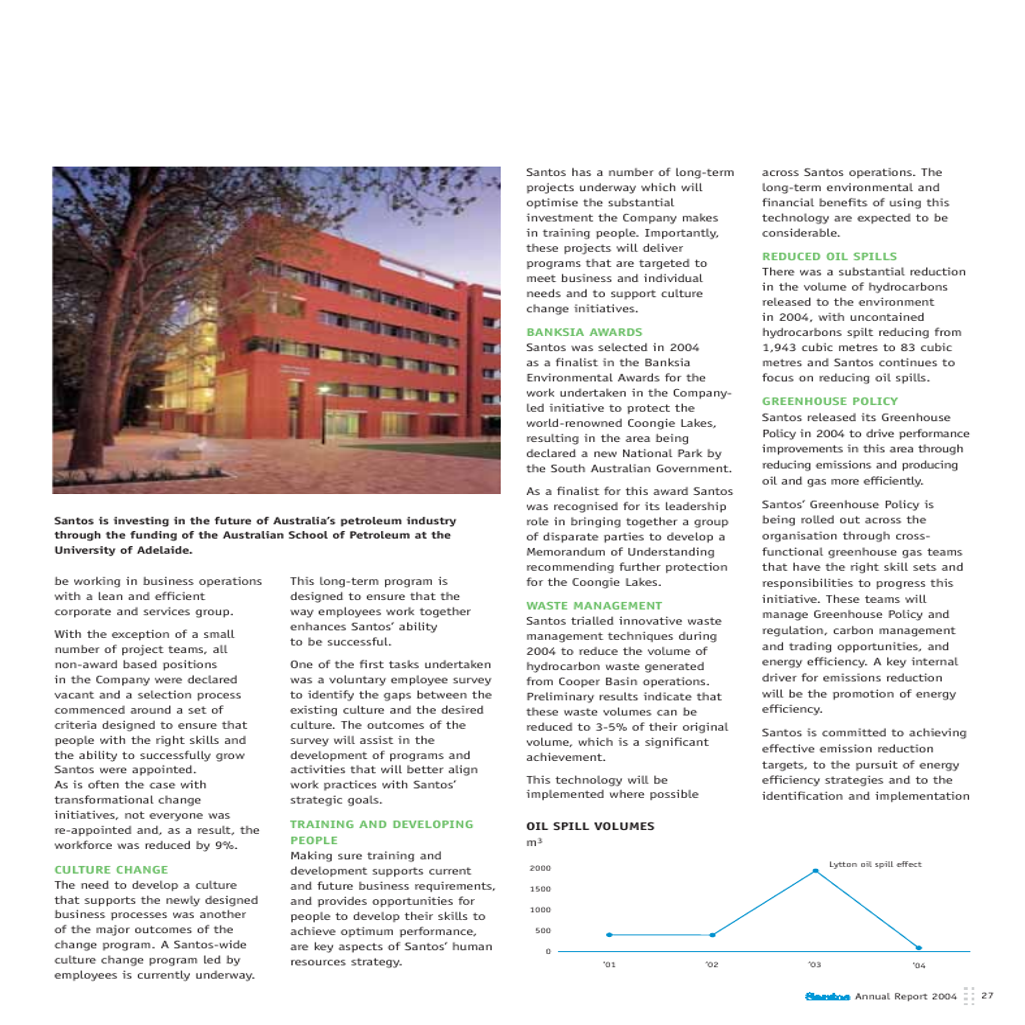 Santos is investing in the future of Australia's petroleum industry
through the funding of the Australian School of Petroleum at the
University of Adelaide.
be working in business operations
with a lean and efficient
corporate and services group.
With the exception of a small
number of project teams, all
non-award based positions
in the Company were declared
vacant and a selection process
commenced around a set of
criteria designed to ensure that
people with the right skills and
the ability to successfully grow
Santos were appointed.
As is often the case with
transformational change
initiatives, not everyone was
re-appointed and, as a result, the
workforce was reduced by 9%.
CULTURE CHANGE
The need to develop a culture
that supports the newly designed
business processes was another
of the major outcomes of the
change program. A Santos-wide
culture change program led by
employees is currently underway.
This long-term program is
designed to ensure that the
way employees work together
enhances Santos' ability
to be successful.
One of the first tasks undertaken
was a voluntary employee survey
to identify the gaps between the
existing culture and the desired
culture. The outcomes of the
survey will assist in the
development of programs and
activities that will better align
work practices with Santos'
strategic goals.
TRAINING AND DEVELOPING
PEOPLE
Making sure training and
development supports current
and future business requirements,
and provides opportunities for
people to develop their skills to
achieve optimum performance,
are key aspects of Santos' human
resources strategy.
Santos has a number of long-term
projects underway which will
optimise the substantial
investment the Company makes
in training people. Importantly,
these projects will deliver
programs that are targeted to
meet business and individual
needs and to support culture
change initiatives.
BANKSIA AWARDS
Santos was selected in 2004
as a finalist in the Banksia
Environmental Awards for the
work undertaken in the Company-
led initiative to protect the
world-renowned Coongie Lakes,
resulting in the area being
declared a new National Park by
the South Australian Government.
As a finalist for this award Santos
was recognised for its leadership
role in bringing together a group
of disparate parties to develop a
Memorandum of Understanding
recommending further protection
for the Coongie Lakes.
WASTE MANAGEMENT
Santos trialled innovative waste
management techniques during
2004 to reduce the volume of
hydrocarbon waste generated
from Cooper Basin operations.
Preliminary results indicate that
these waste volumes can be
reduced to 3-5% of their original
volume, which is a significant
achievement.
This technology will be
implemented where possible
across Santos operations. The
long-term environmental and
financial benefits of using this
technology are expected to be
considerable.
REDUCED OIL SPILLS
There was a substantial reduction
in the volume of hydrocarbons
released to the environment
in 2004, with uncontained
hydrocarbons spilt reducing from
1,943 cubic metres to 83 cubic
metres and Santos continues to
focus on reducing oil spills.
GREENHOUSE POLICY
Santos released its Greenhouse
Policy in 2004 to drive performance
improvements in this area through
reducing emissions and producing
oil and gas more efficiently.
Santos' Greenhouse Policy is
being rolled out across the
organisation through cross-
functional greenhouse gas teams
that have the right skill sets and
responsibilities to progress this
initiative. These teams will
manage Greenhouse Policy and
regulation, carbon management
and trading opportunities, and
energy efficiency. A key internal
driver for emissions reduction
will be the promotion of energy
efficiency.
Santos is committed to achieving
effective emission reduction
targets, to the pursuit of energy
efficiency strategies and to the
identification and implementation
OIL SPILL VOLUMES
m³
2000
1500
1000
500
0
Lytton oil spill effect
'01 '02 '03 '04
Santos Annual Report 2004 27